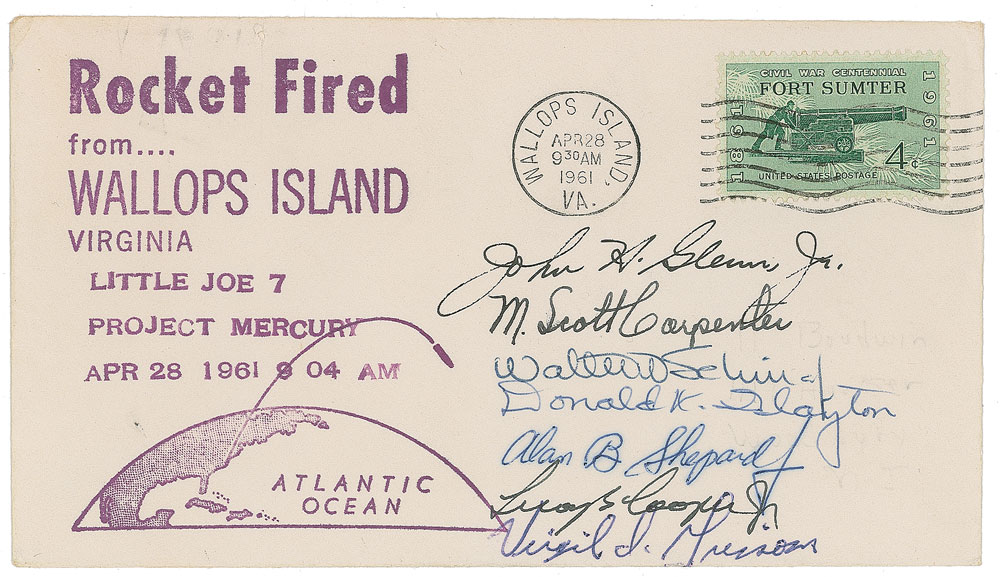 Rocket Fired
from....
WALLOPS ISLAND
VIRGINIA
LITTLE JOE 7
PROJECT MERCURY
APR 28 1961 9 04 AM
ATLANTIC
OCEAN
WALLOPS ISLAND,
APR 28
9 30 AM
1961
VA.
CIVIL WAR CENTENNIAL
FORT SUMTER
1861
1961
4¢
UNITED STATES POSTAGE
John H. Glenn, Jr.
M. Scott Carpenter
Walter M Schirra Jr
Donald K. Slayton
Alan B. Shepard Jr
Leroy G Cooper Jr
Virgil I. Grissom